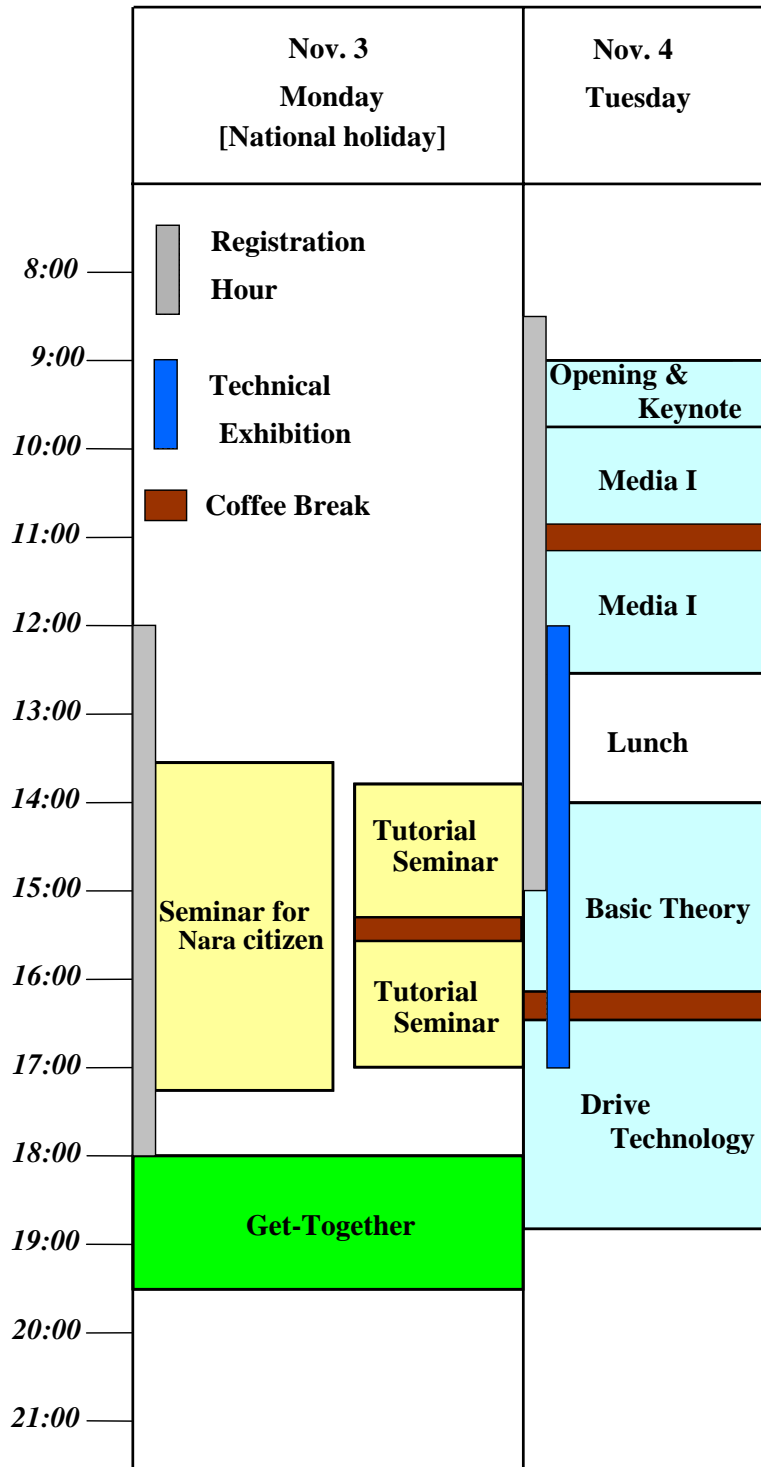 Nov. 3
Monday
[National holiday]
Nov. 4
Tuesday
Registration
Hour
Technical
Exhibition
Coffee Break
8:00
9:00
10:00
11:00
12:00
13:00
14:00
15:00
16:00
17:00
18:00
19:00
20:00
21:00
Seminar for
Nara citizen
Tutorial
Seminar
Tutorial
Seminar
Get-Together
Opening &
Keynote
Media I
Media I
Lunch
Basic Theory
Drive
Technology